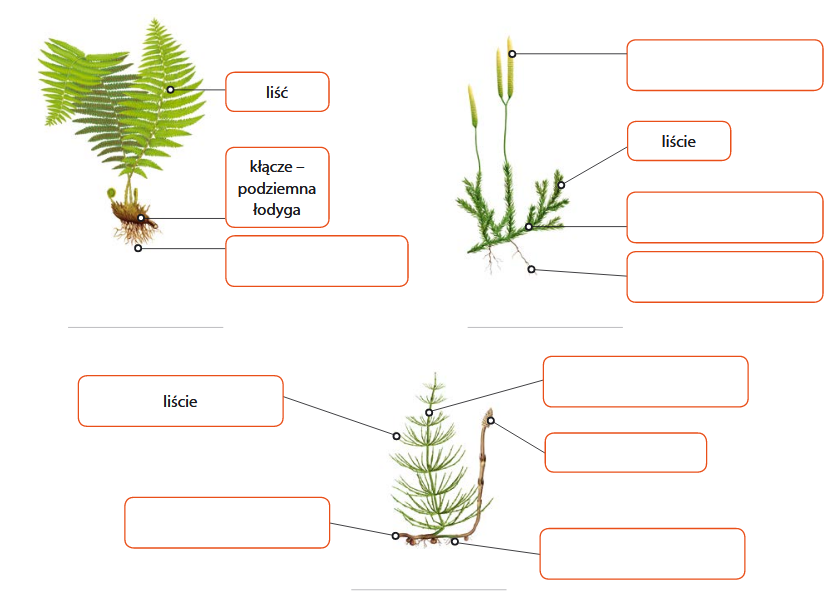 liść
kłącze –
podziemna
łodyga
liście
liście